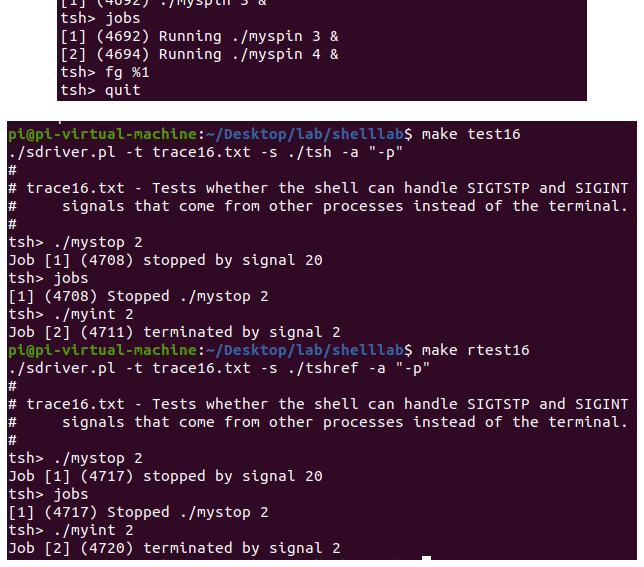 [1] (4692) ./myspin 3 &
tsh> jobs
[1] (4692) Running ./myspin 3 &
[2] (4694) Running ./myspin 4 &
tsh> fg %1
tsh> quit
pi@pi-virtual-machine:~/Desktop/lab/shelllab$ make test16
./sdriver.pl -t trace16.txt -s ./tsh -a "-p"
#
# trace16.txt - Tests whether the shell can handle SIGTSTP and SIGINT
#     signals that come from other processes instead of the terminal.
#
tsh> ./mystop 2
Job [1] (4708) stopped by signal 20
tsh> jobs
[1] (4708) Stopped ./mystop 2
tsh> ./myint 2
Job [2] (4711) terminated by signal 2
pi@pi-virtual-machine:~/Desktop/lab/shelllab$ make rtest16
./sdriver.pl -t trace16.txt -s ./tshref -a "-p"
#
# trace16.txt - Tests whether the shell can handle SIGTSTP and SIGINT
#     signals that come from other processes instead of the terminal.
#
tsh> ./mystop 2
Job [1] (4717) stopped by signal 20
tsh> jobs
[1] (4717) Stopped ./mystop 2
tsh> ./myint 2
Job [2] (4720) terminated by signal 2